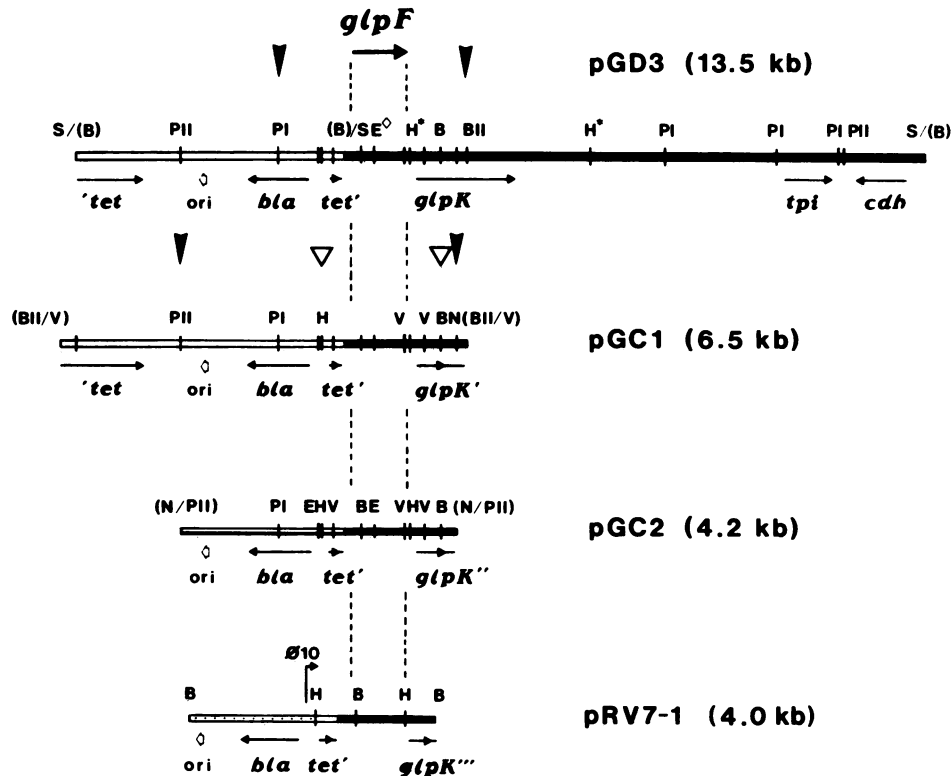 glpF
pGD3 (13.5 kb)
S/(B) PII PI (B)/S E◇ H* B BII H* PI PI PI PII S/(B)
'tet ori bla tet' glpK tpi cdh
(BII/V) PII PI H V V BN(BII/V)
pGC1 (6.5 kb)
'tet ori bla tet' glpK'
(N/PII) PI EHV BE VHV B (N/PII)
pGC2 (4.2 kb)
ori bla tet' glpK''
Ø10
B H B H B
pRV7-1 (4.0 kb)
ori bla tet' glpK'''